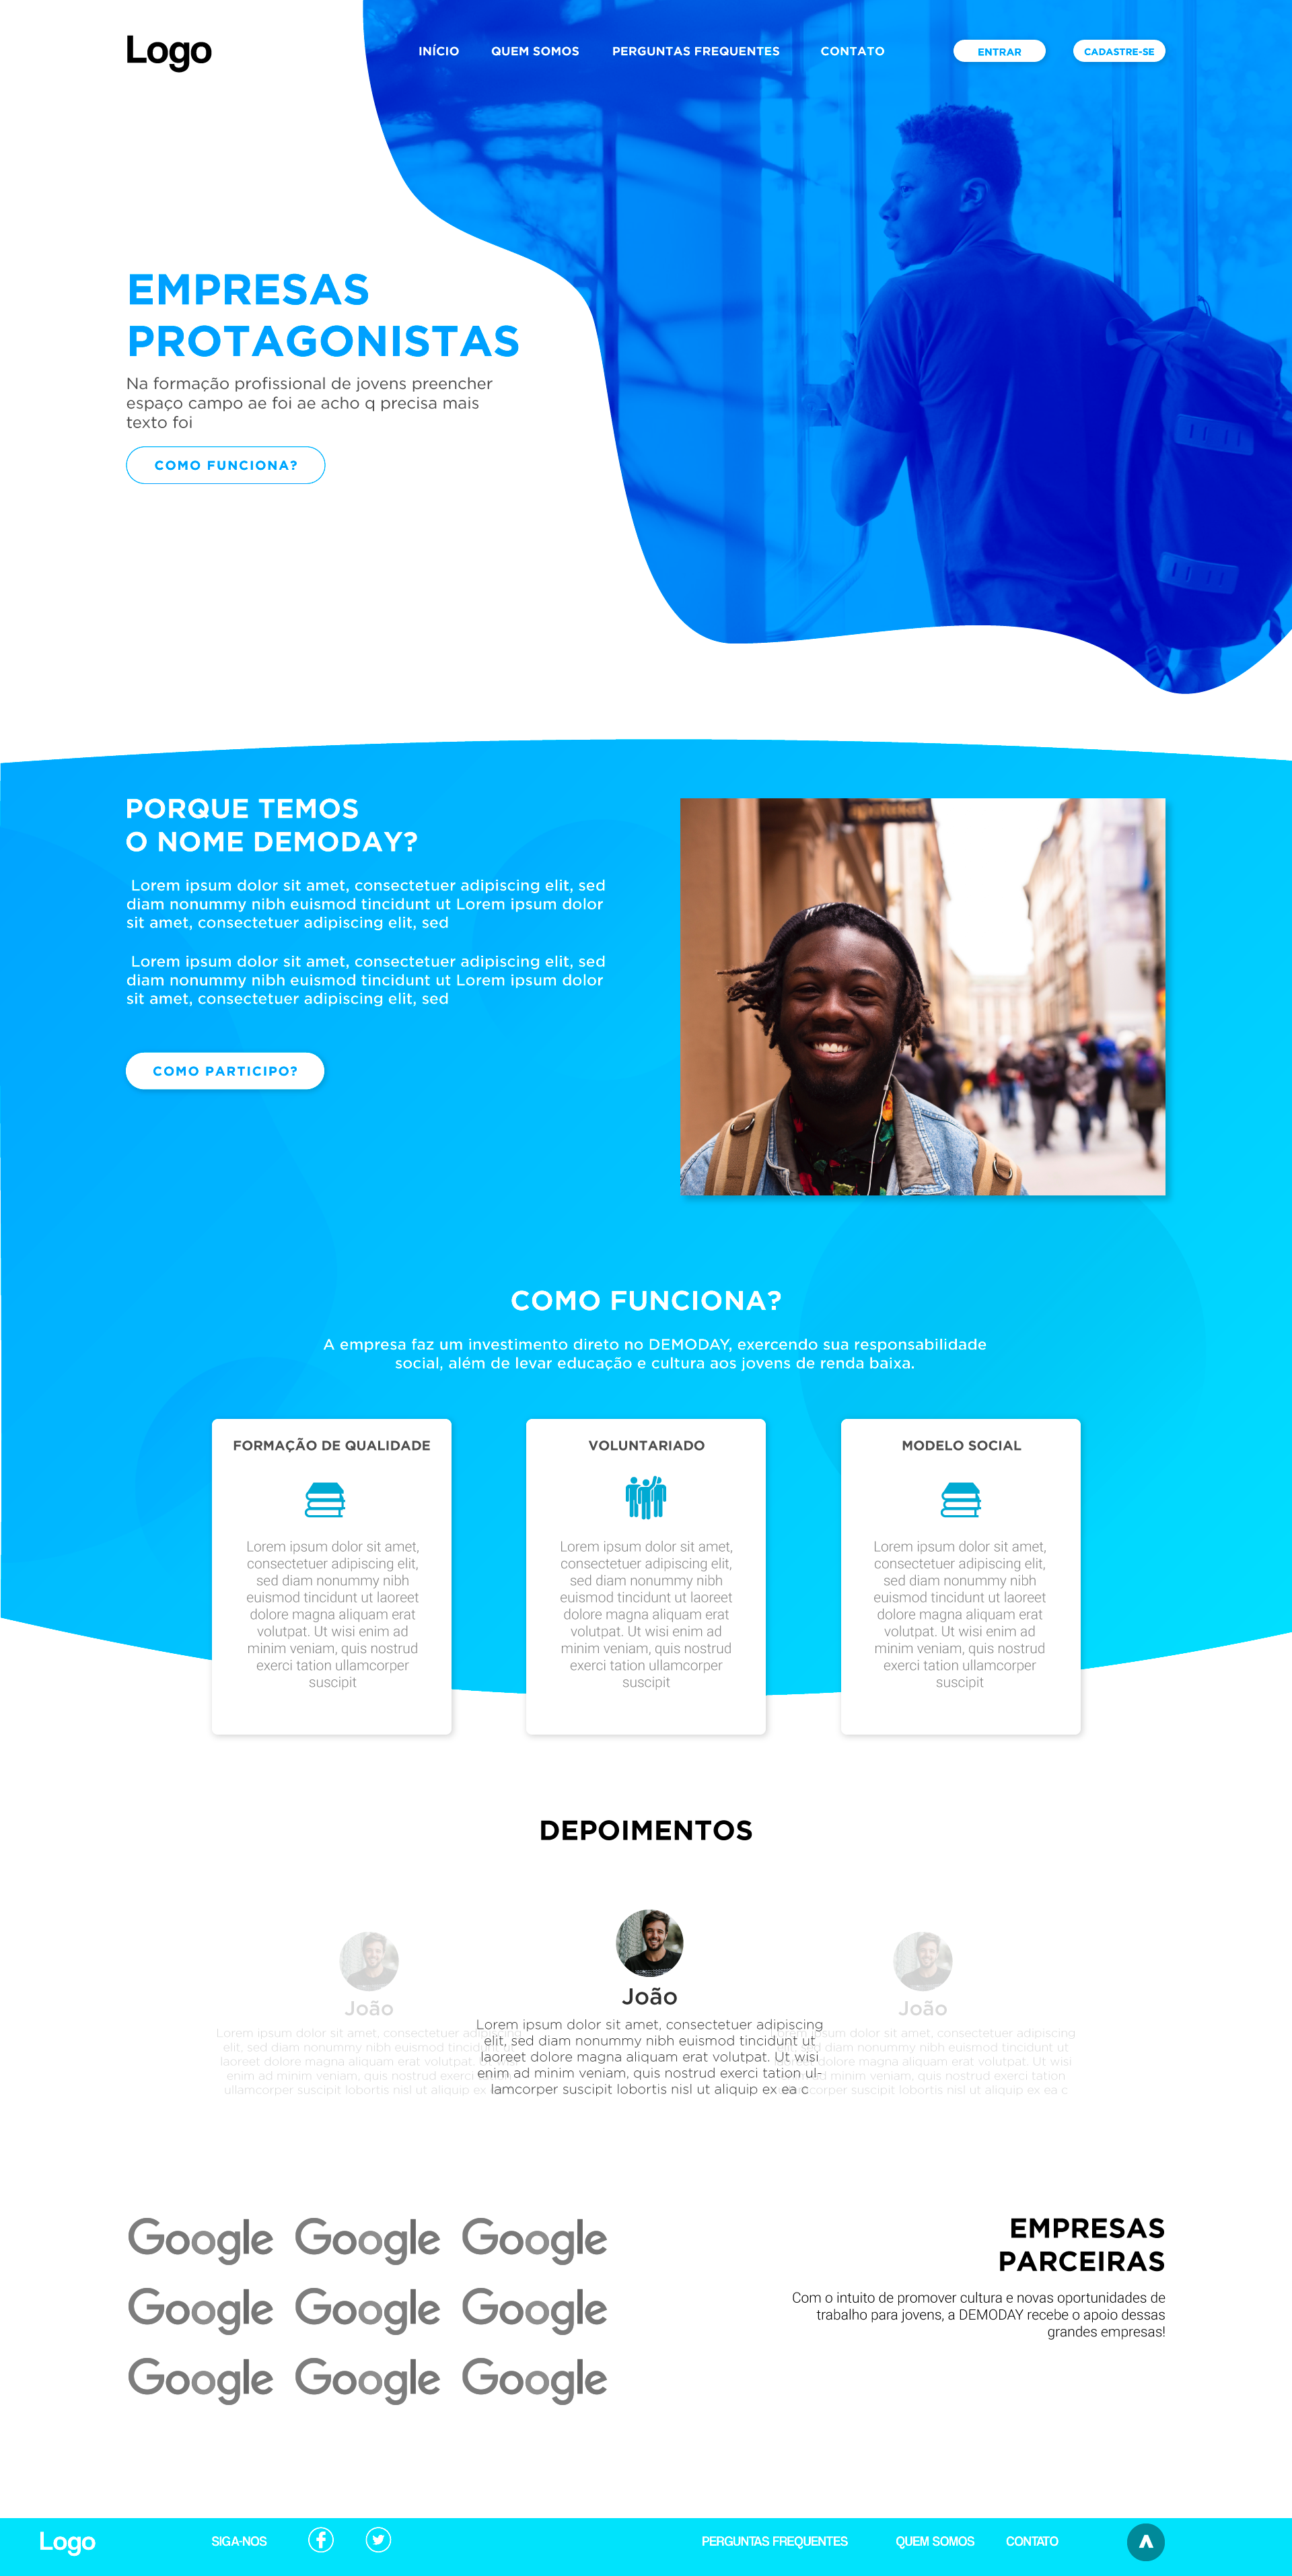 Logo
INÍCIO QUEM SOMOS PERGUNTAS FREQUENTES CONTATO ENTRAR CADASTRE-SE
EMPRESAS
PROTAGONISTAS
Na formação profissional de jovens preencher
espaço campo ae foi ae acho q precisa mais
texto foi
COMO FUNCIONA?
PORQUE TEMOS
O NOME DEMODAY?
Lorem ipsum dolor sit amet, consectetuer adipiscing elit, sed
diam nonummy nibh euismod tincidunt ut Lorem ipsum dolor
sit amet, consectetuer adipiscing elit, sed
Lorem ipsum dolor sit amet, consectetuer adipiscing elit, sed
diam nonummy nibh euismod tincidunt ut Lorem ipsum dolor
sit amet, consectetuer adipiscing elit, sed
COMO PARTICIPO?
COMO FUNCIONA?
A empresa faz um investimento direto no DEMODAY, exercendo sua responsabilidade
social, além de levar educação e cultura aos jovens de renda baixa.
FORMAÇÃO DE QUALIDADE
Lorem ipsum dolor sit amet,
consectetuer adipiscing elit,
sed diam nonummy nibh
euismod tincidunt ut laoreet
dolore magna aliquam erat
volutpat. Ut wisi enim ad
minim veniam, quis nostrud
exerci tation ullamcorper
suscipit
VOLUNTARIADO
Lorem ipsum dolor sit amet,
consectetuer adipiscing elit,
sed diam nonummy nibh
euismod tincidunt ut laoreet
dolore magna aliquam erat
volutpat. Ut wisi enim ad
minim veniam, quis nostrud
exerci tation ullamcorper
suscipit
MODELO SOCIAL
Lorem ipsum dolor sit amet,
consectetuer adipiscing elit,
sed diam nonummy nibh
euismod tincidunt ut laoreet
dolore magna aliquam erat
volutpat. Ut wisi enim ad
minim veniam, quis nostrud
exerci tation ullamcorper
suscipit
DEPOIMENTOS
João
Lorem ipsum dolor sit amet, consectetuer
elit, sed diam nonummy nibh euismod
laoreet dolore magna aliquam erat volutpat.
enim ad minim veniam, quis nostrud exerci
ullamcorper suscipit lobortis nisl ut aliquip ex
João
Lorem ipsum dolor sit amet, consectetuer adipiscing
elit, sed diam nonummy nibh euismod tincidunt ut
laoreet dolore magna aliquam erat volutpat. Ut wisi
enim ad minim veniam, quis nostrud exerci tation ul-
lamcorper suscipit lobortis nisl ut aliquip ex ea c
João
dolor sit amet, consectetuer adipiscing
diam nonummy nibh euismod tincidunt ut
dolore magna aliquam erat volutpat. Ut wisi
minim veniam, quis nostrud exerci tation
suscipit lobortis nisl ut aliquip ex ea c
Google Google Google
Google Google Google
Google Google Google
EMPRESAS
PARCEIRAS
Com o intuito de promover cultura e novas oportunidades de
trabalho para jovens, a DEMODAY recebe o apoio dessas
grandes empresas!
Logo SIGA-NOS PERGUNTAS FREQUENTES QUEM SOMOS CONTATO